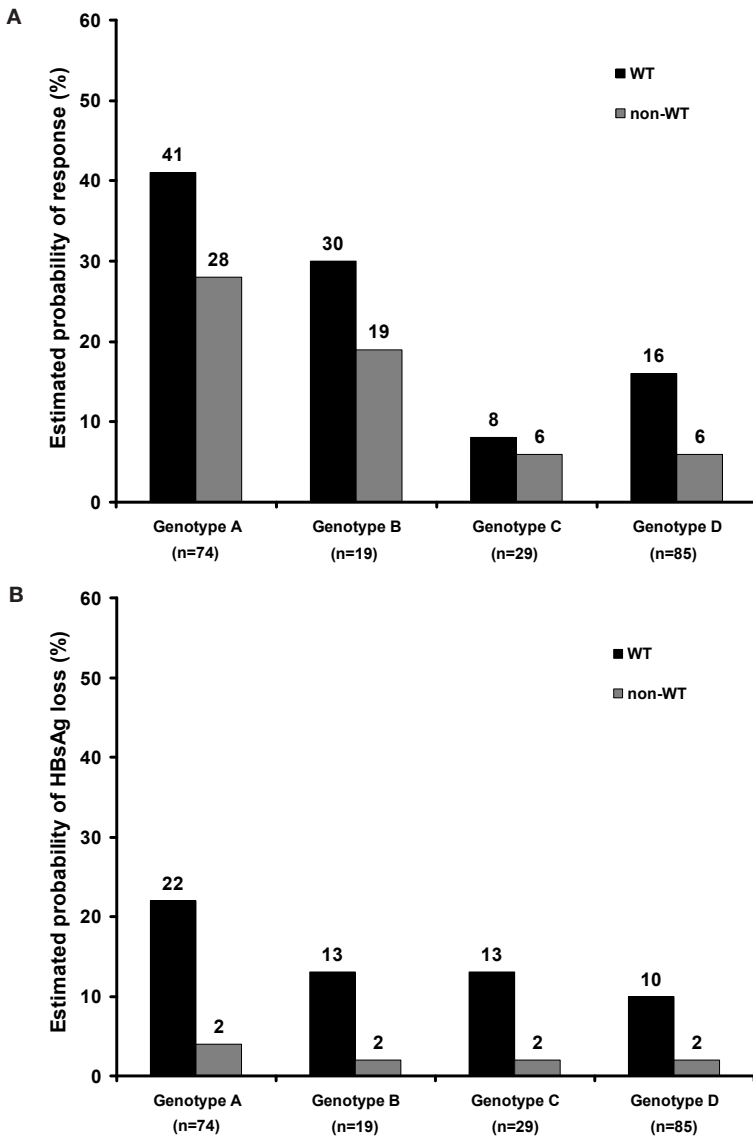 A
Estimated probability of response (%)
60
50
40
30
20
10
0
WT
non-WT
41
28
30
19
8
6
16
6
Genotype A
Genotype B
Genotype C
Genotype D
(n=74)
(n=19)
(n=29)
(n=85)
B
Estimated probability of HBsAg loss (%)
60
50
40
30
20
10
0
WT
non-WT
22
2
13
2
13
2
10
2
Genotype A
Genotype B
Genotype C
Genotype D
(n=74)
(n=19)
(n=29)
(n=85)